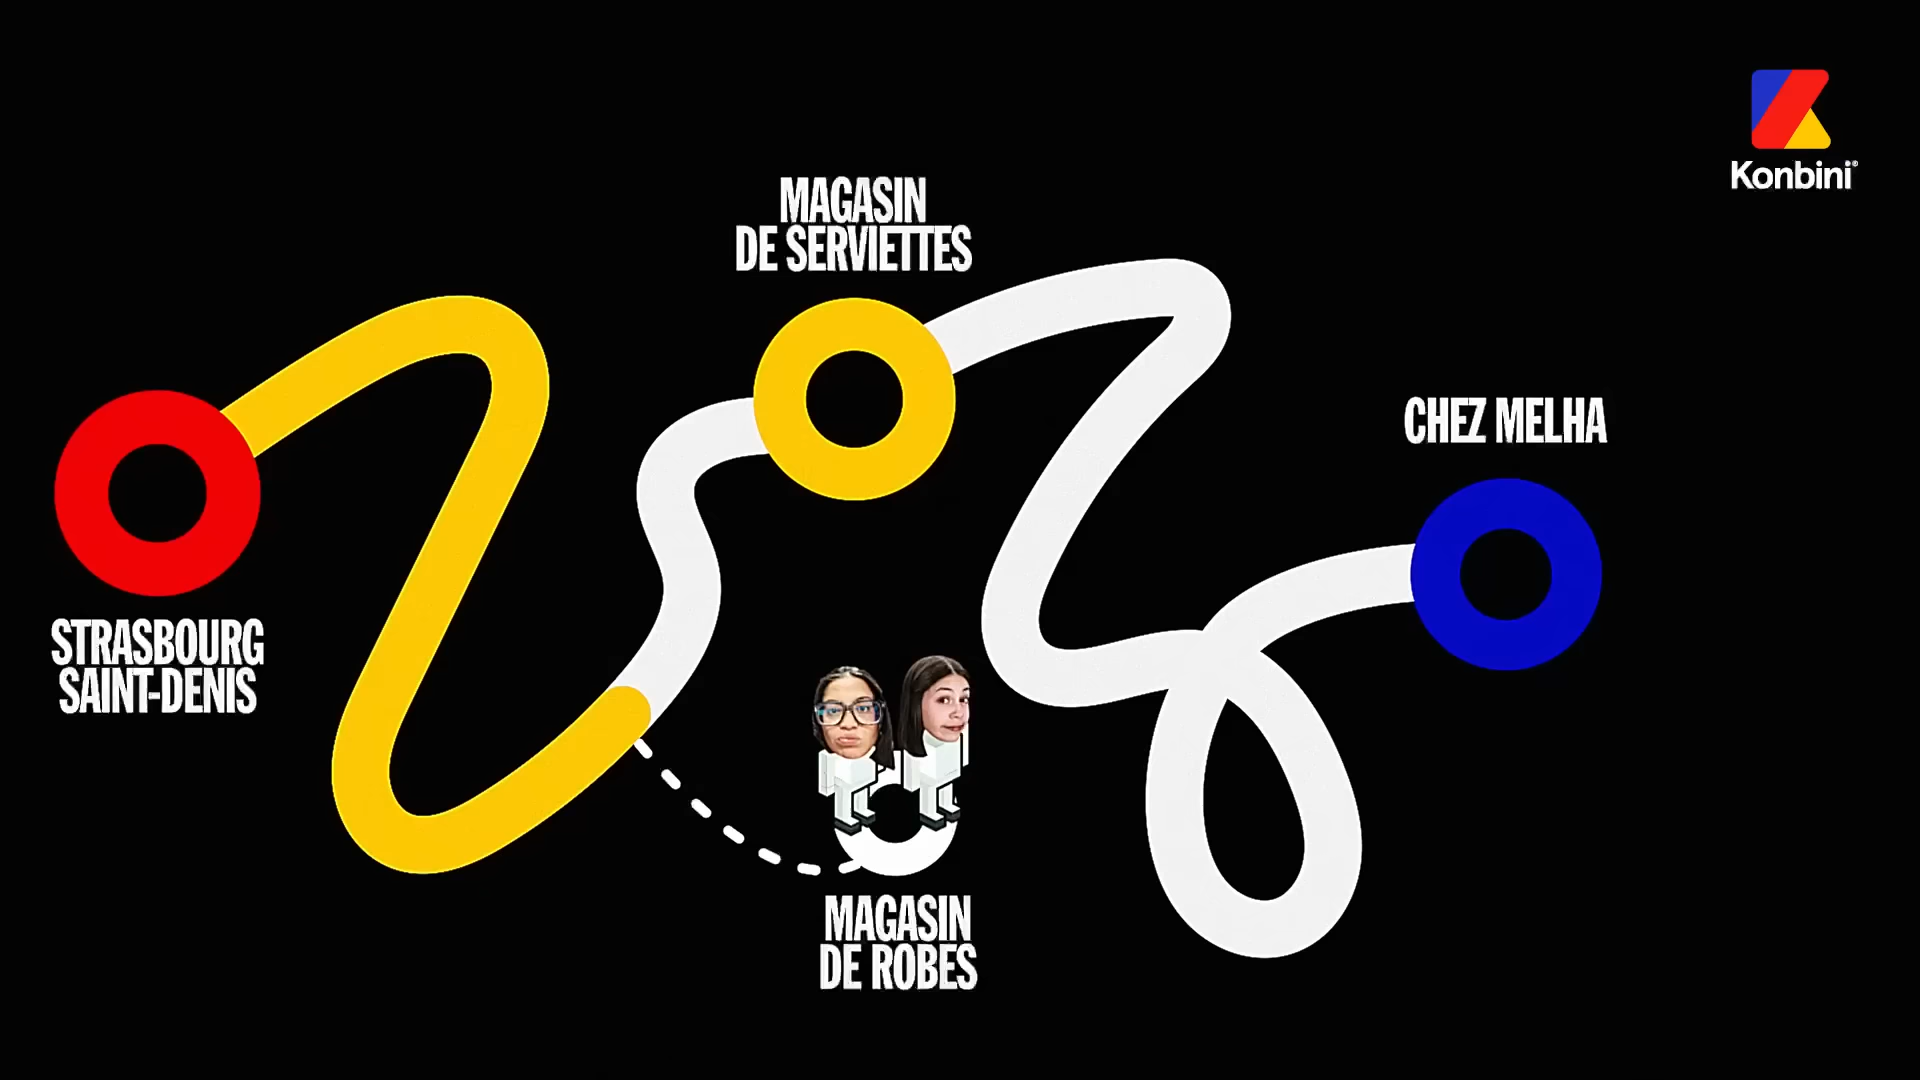 Konbini
MAGASIN
DE SERVIETTES
CHEZ MELHA
STRASBOURG
SAINT-DENIS
MAGASIN
DE ROBES